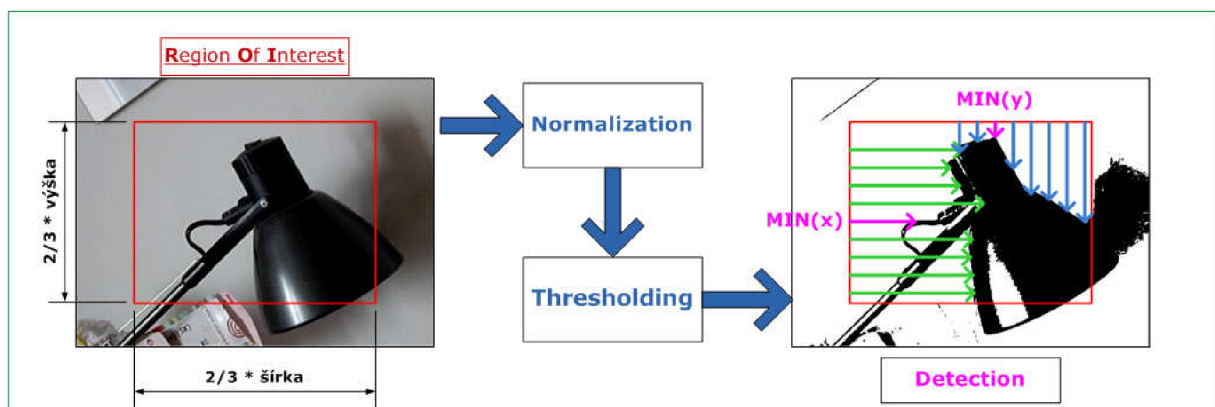 Region Of Interest
2/3 * výška
2/3 * šírka
Normalization
Thresholding
MIN(y)
MIN(x)
Detection